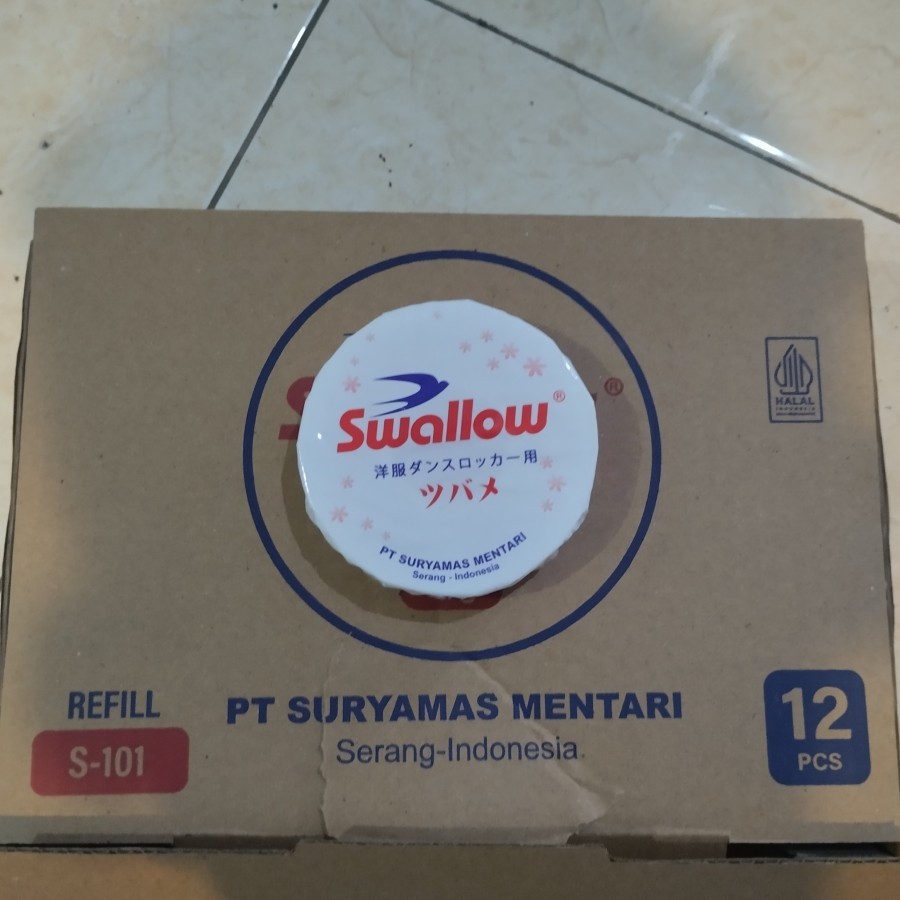 Swallow®
洋服ダンスロッカー用
ツバメ
PT SURYAMAS MENTARI
Serang - Indonesia
S
®
HALAL
INDONESIA
REFILL
S-101
PT SURYAMAS MENTARI
Serang-Indonesia
12
PCS